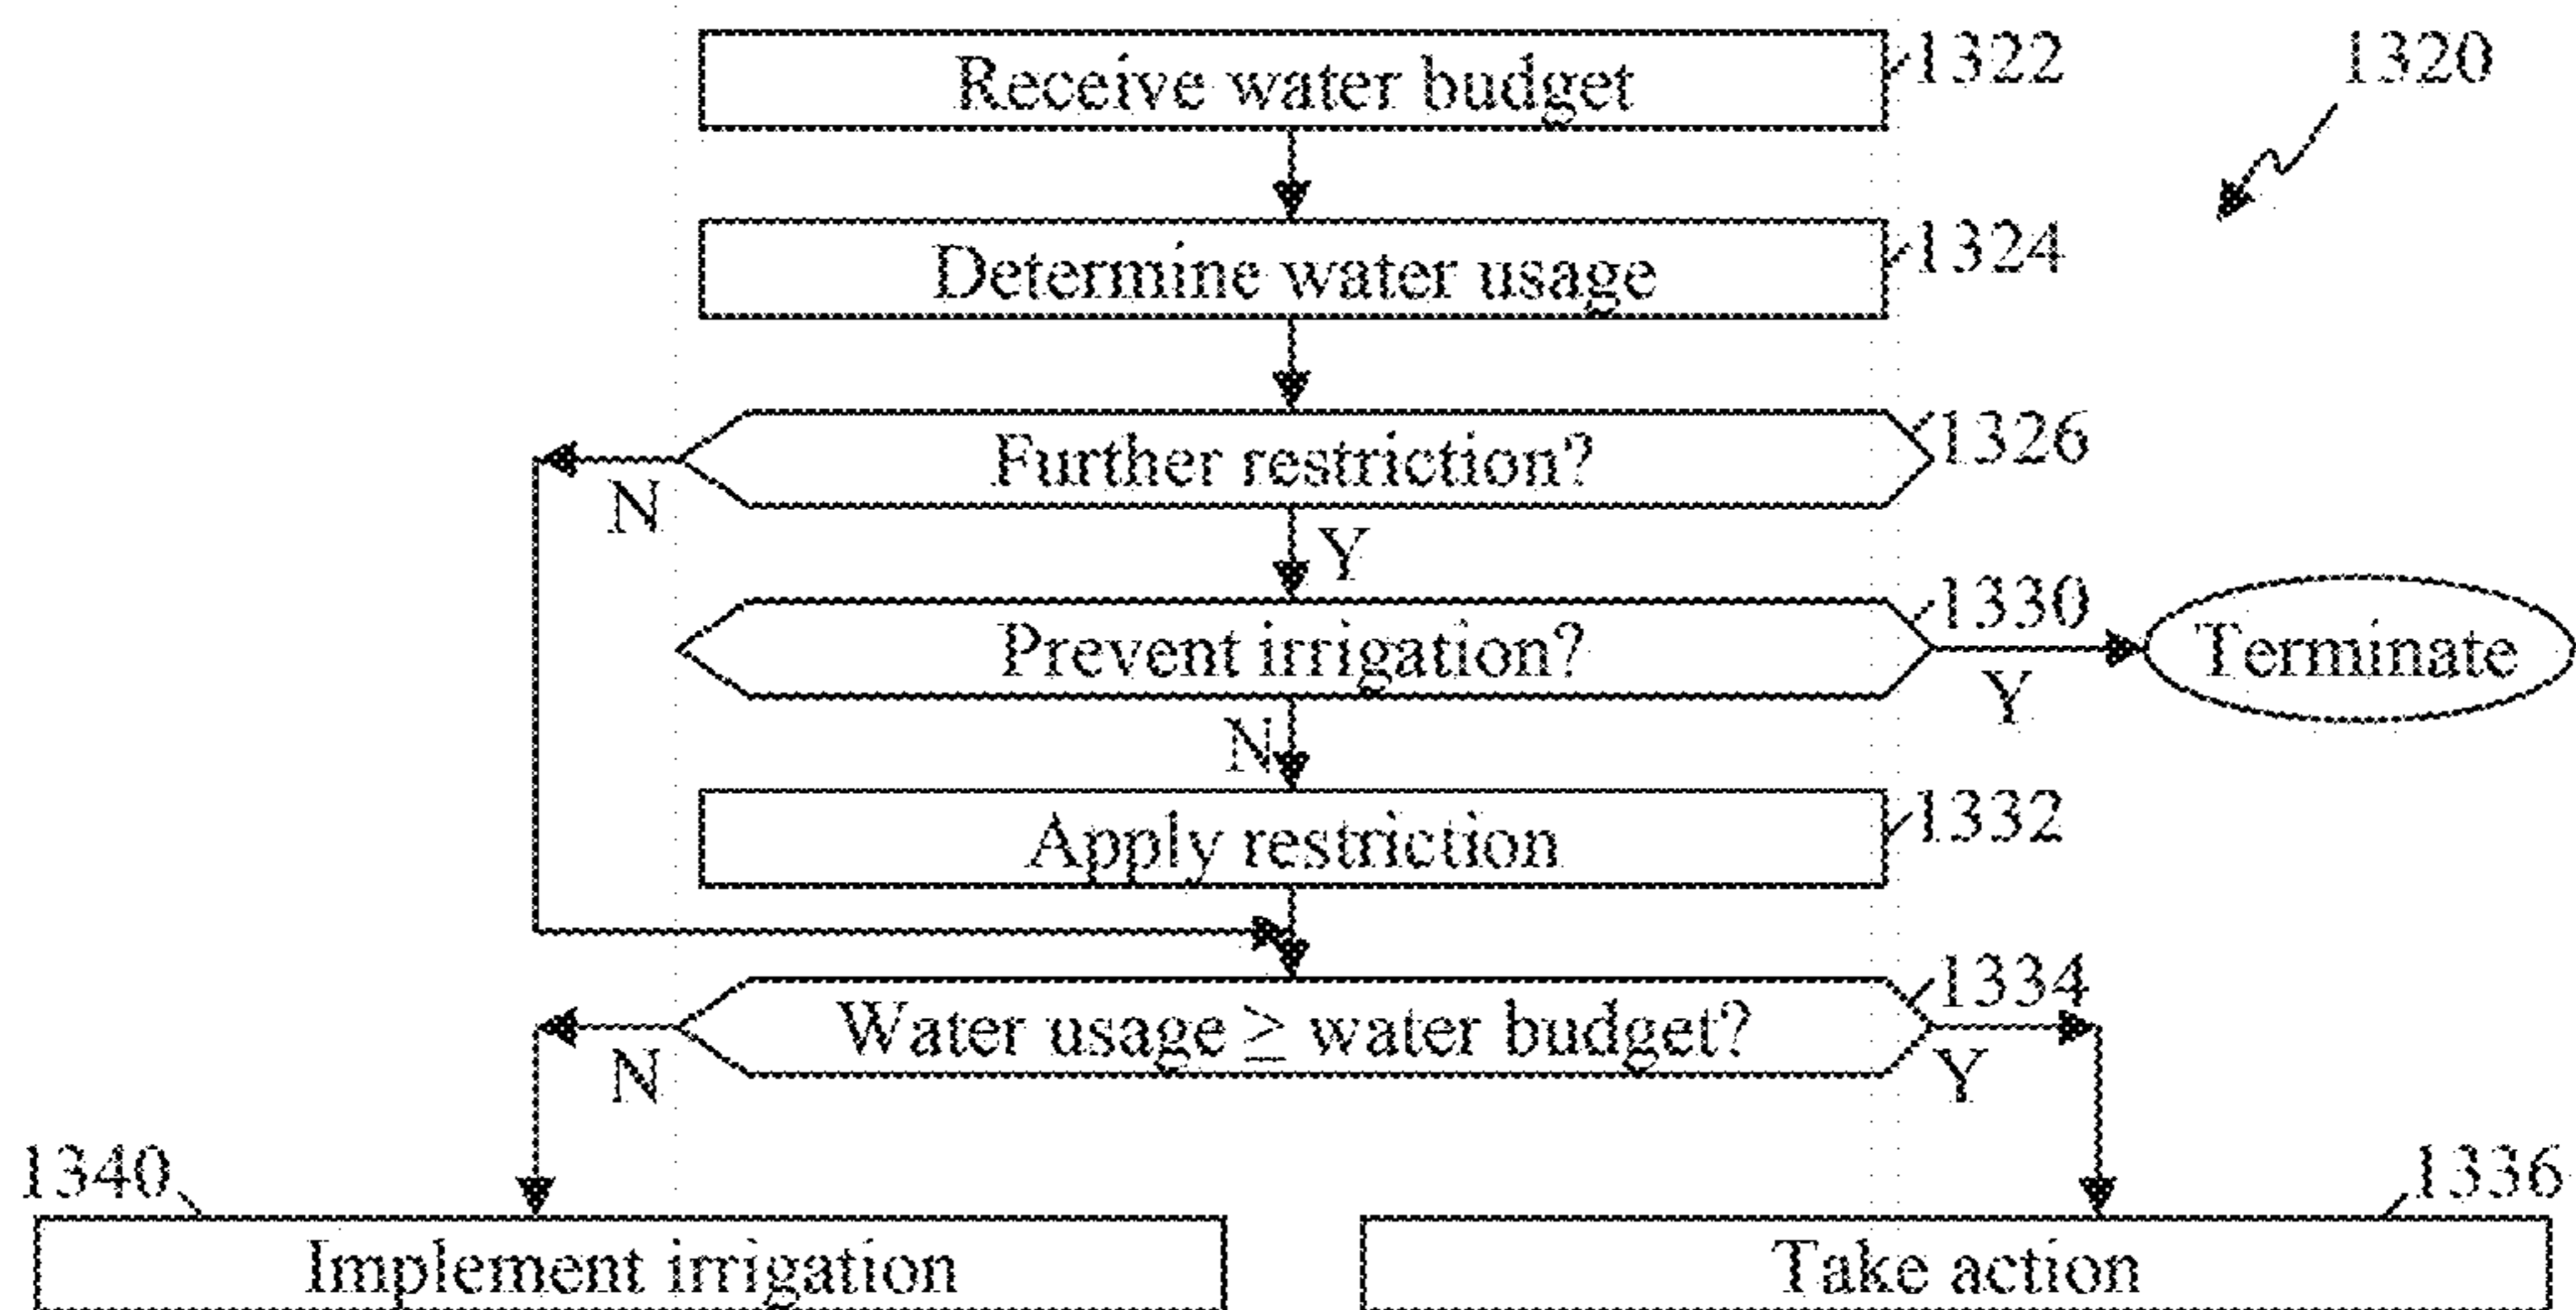 Receive water budget 1322 1320
Determine water usage 1324
Further restriction? 1326
N
Y
1330
Prevent irrigation? Terminate
Y
N
Apply restriction 1332
1334
Water usage ≥ water budget?
N Y
1340 1336
Implement irrigation Take action